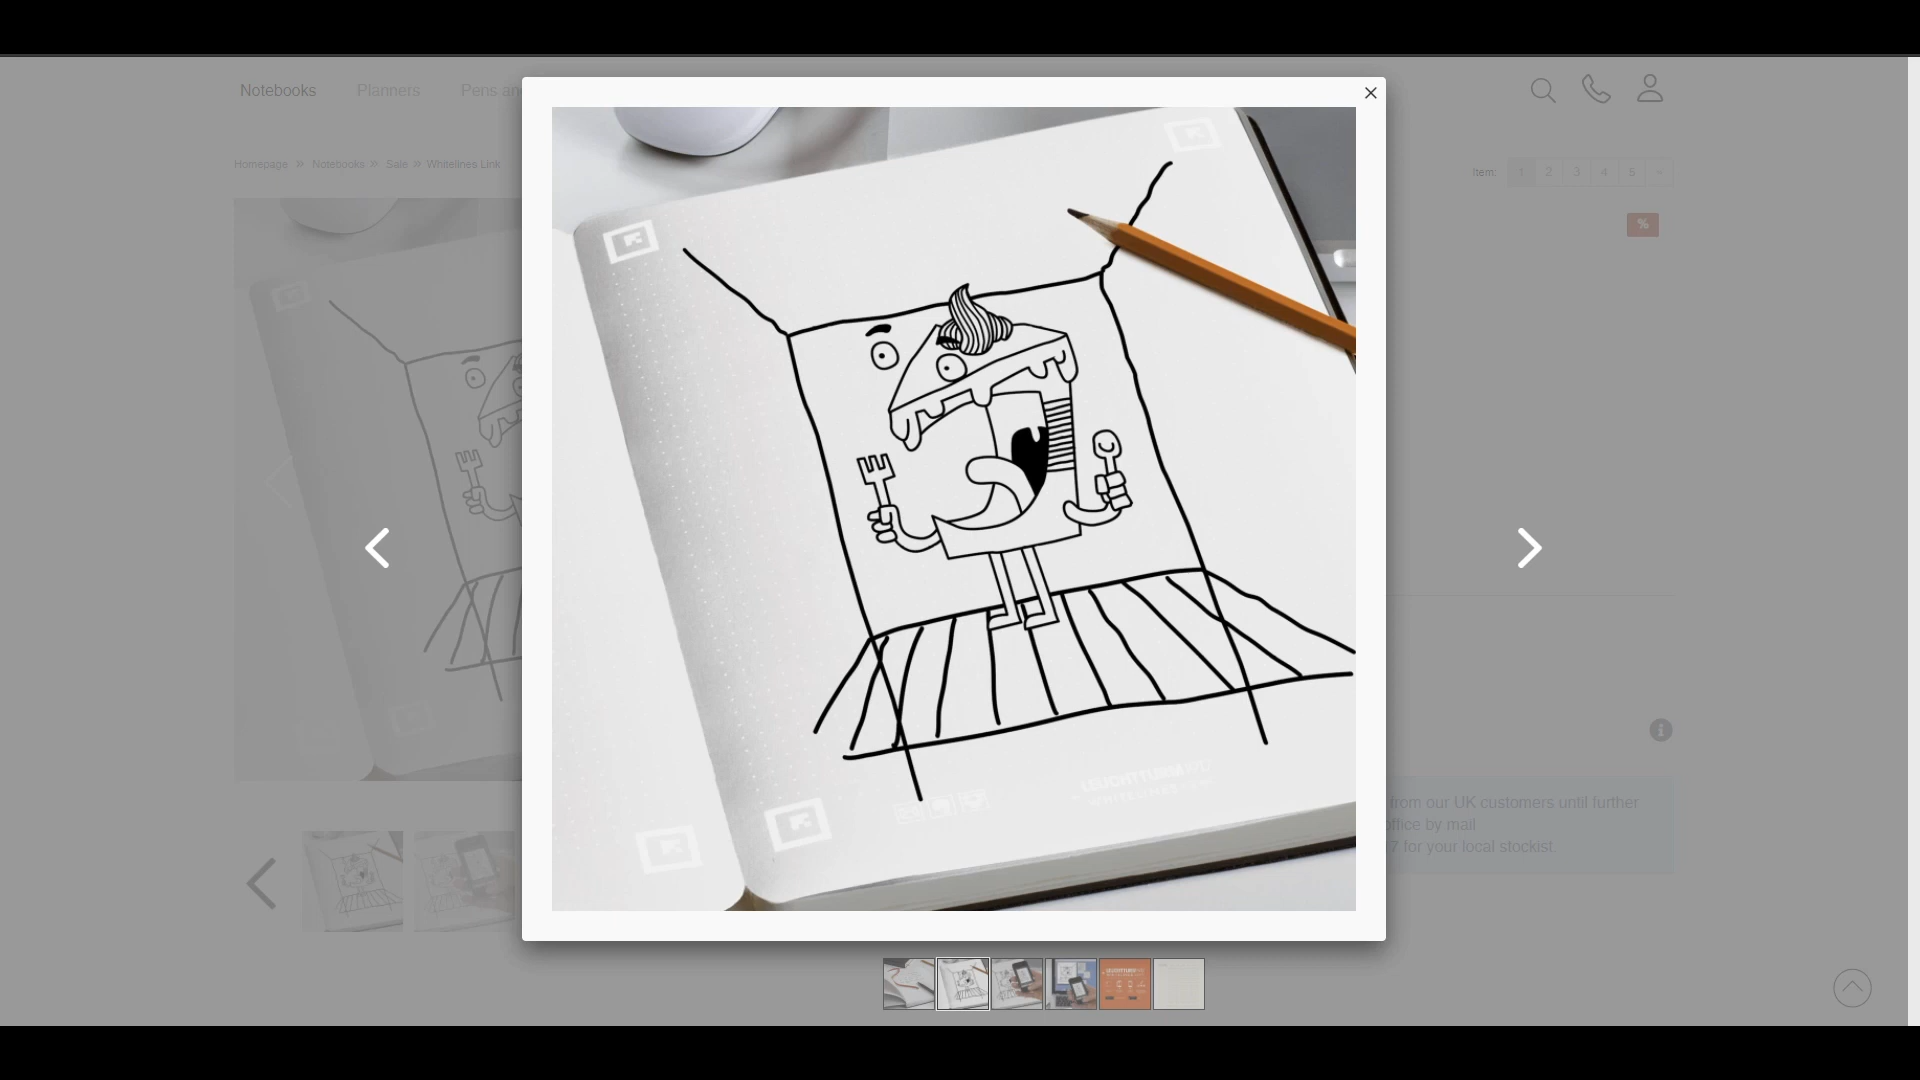 Notebooks
Planners
Pens an
Homepage » Notebooks » Sale » Whitelines Link
Item: 1 2 3 4 5
%
LEUCHTTURM1917
from our UK customers until further
office by mail
7 for your local stockist.